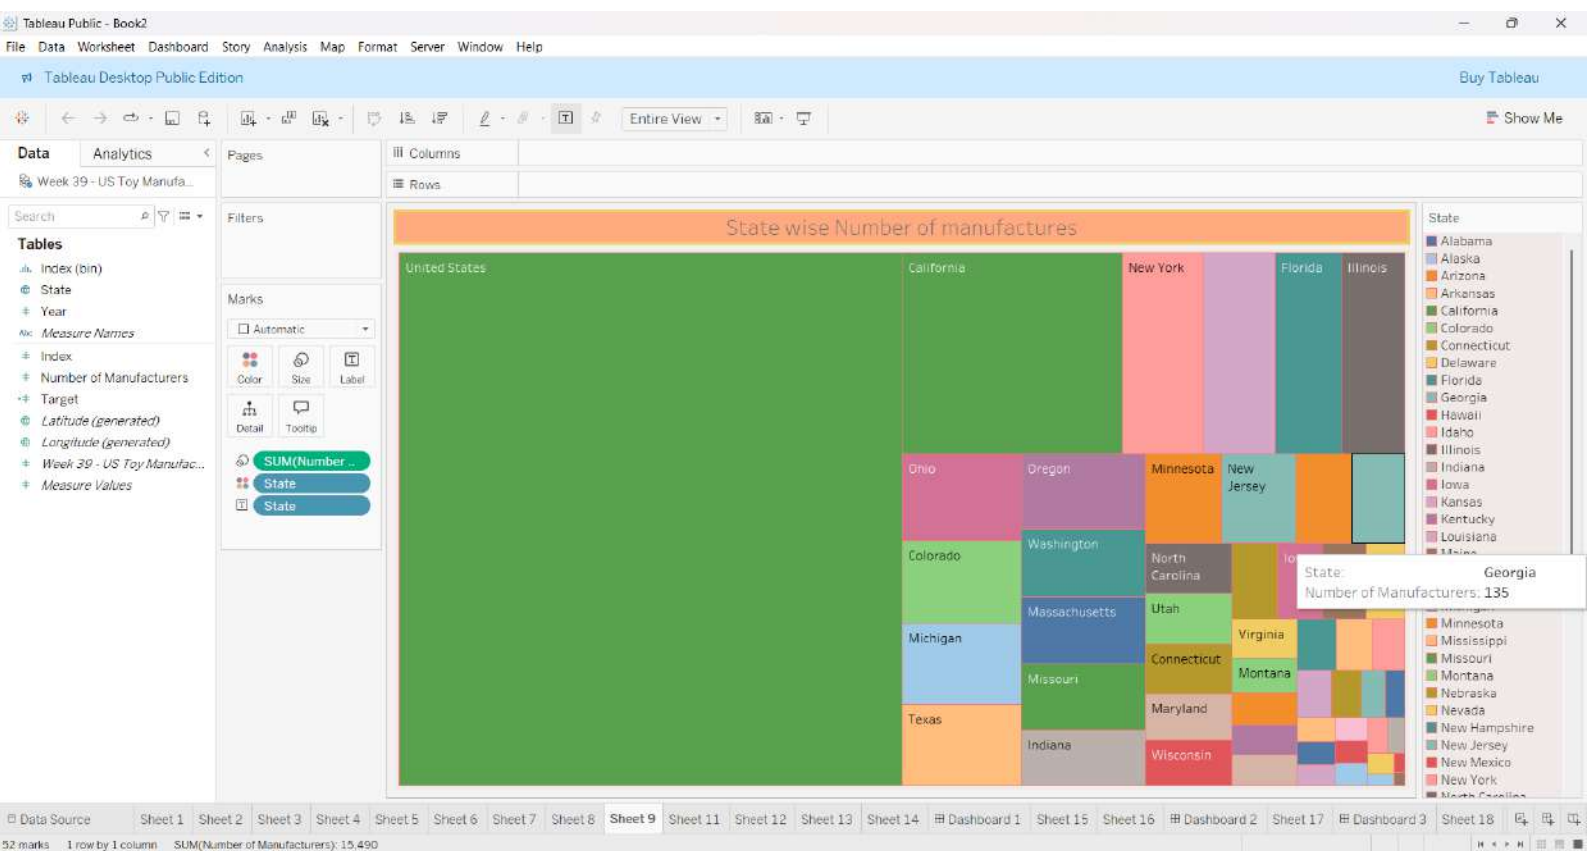 Tableau Public - Book2
File Data Worksheet Dashboard Story Analysis Map Format Server Window Help
Tableau Desktop Public Edition
Buy Tableau
Entire View
Show Me
Data Analytics
Week 39 - US Toy Manufa...
Search
Tables
Index (bin)
State
Year
Abc Measure Names
Index
Number of Manufacturers
Target
Latitude (generated)
Longitude (generated)
Week 39 - US Toy Manufac...
Measure Values
Pages
Filters
Marks
Automatic
Color Size Label
Detail Tooltip
SUM(Number ..
State
State
Columns
Rows
State wise Number of manufactures
United States
California
New York
Florida
Illinois
Ohio
Oregon
Minnesota
New
Jersey
Colorado
Washington
North
Carolina
Io
Michigan
Massachusetts
Utah
Virginia
Missouri
Connecticut
Montana
Texas
Maryland
Indiana
Wisconsin
State: Georgia
Number of Manufacturers: 135
State
Alabama
Alaska
Arizona
Arkansas
California
Colorado
Connecticut
Delaware
Florida
Georgia
Hawaii
Idaho
Illinois
Indiana
Iowa
Kansas
Kentucky
Louisiana
Maine
Michigan
Minnesota
Mississippi
Missouri
Montana
Nebraska
Nevada
New Hampshire
New Jersey
New Mexico
New York
North Carolina
Data Source Sheet 1 Sheet 2 Sheet 3 Sheet 4 Sheet 5 Sheet 6 Sheet 7 Sheet 8 Sheet 9 Sheet 11 Sheet 12 Sheet 13 Sheet 14 Dashboard 1 Sheet 15 Sheet 16 Dashboard 2 Sheet 17 Dashboard 3 Sheet 18
52 marks 1 row by 1 column SUM(Number of Manufacturers): 15,490